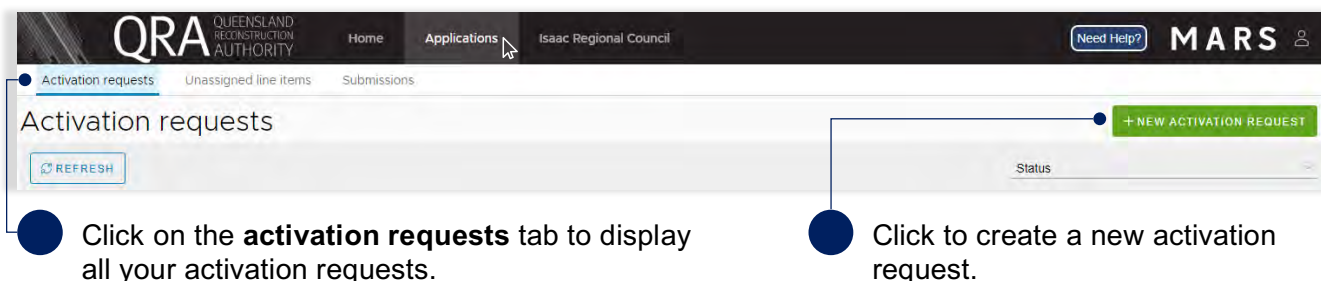 QRA QUEENSLAND RECONSTRUCTION AUTHORITY Home Applications Isaac Regional Council Need Help? MARS
Activation requests Unassigned line items Submissions
Activation requests + NEW ACTIVATION REQUEST
REFRESH Status
Click on the activation requests tab to display
all your activation requests.
Click to create a new activation
request.